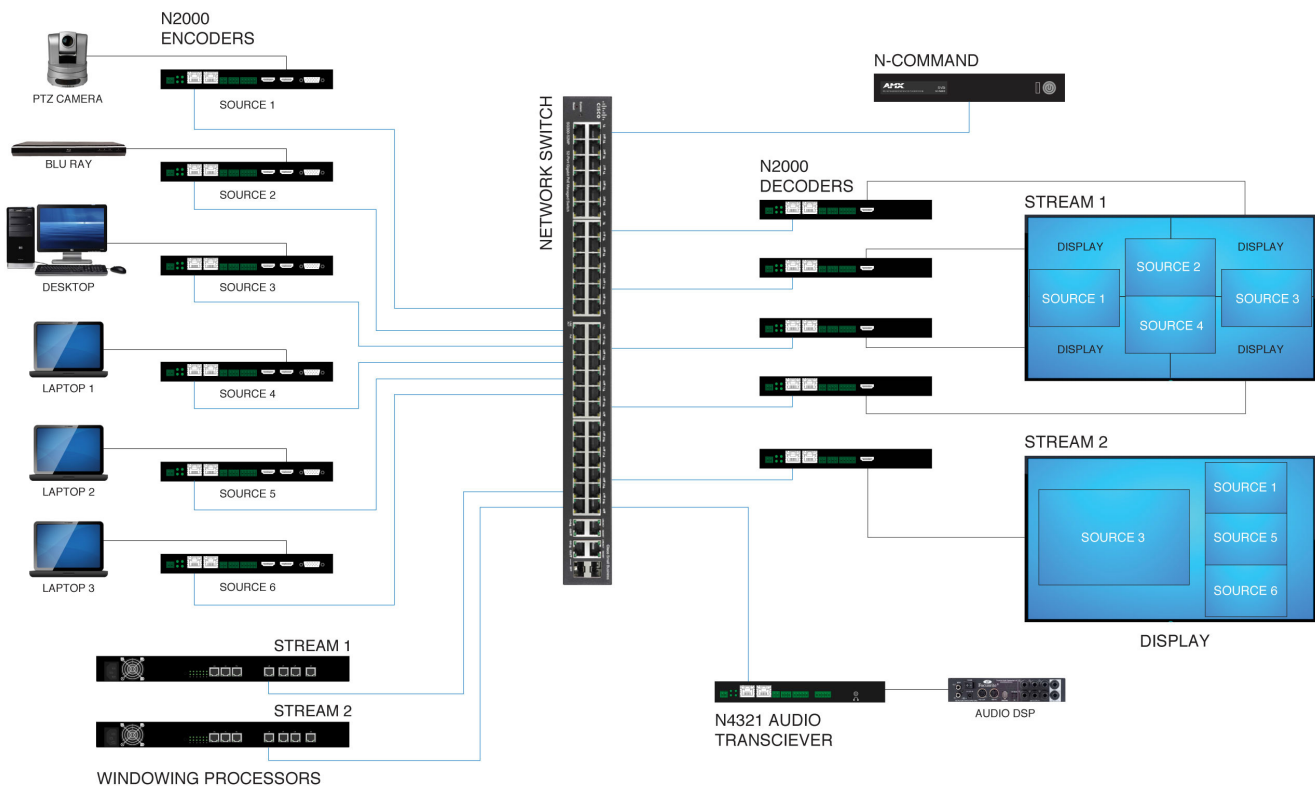 N2000
ENCODERS
PTZ CAMERA
SOURCE 1
BLU RAY
SOURCE 2
DESKTOP
SOURCE 3
LAPTOP 1
SOURCE 4
LAPTOP 2
SOURCE 5
LAPTOP 3
SOURCE 6
STREAM 1
STREAM 2
WINDOWING PROCESSORS
NETWORK SWITCH
CISCO
N-COMMAND
AMX
N2000
DECODERS
STREAM 1
DISPLAY
DISPLAY
SOURCE 2
SOURCE 1
SOURCE 3
SOURCE 4
DISPLAY
DISPLAY
STREAM 2
SOURCE 1
SOURCE 3
SOURCE 5
SOURCE 6
DISPLAY
N4321 AUDIO
TRANSCIEVER
AUDIO DSP